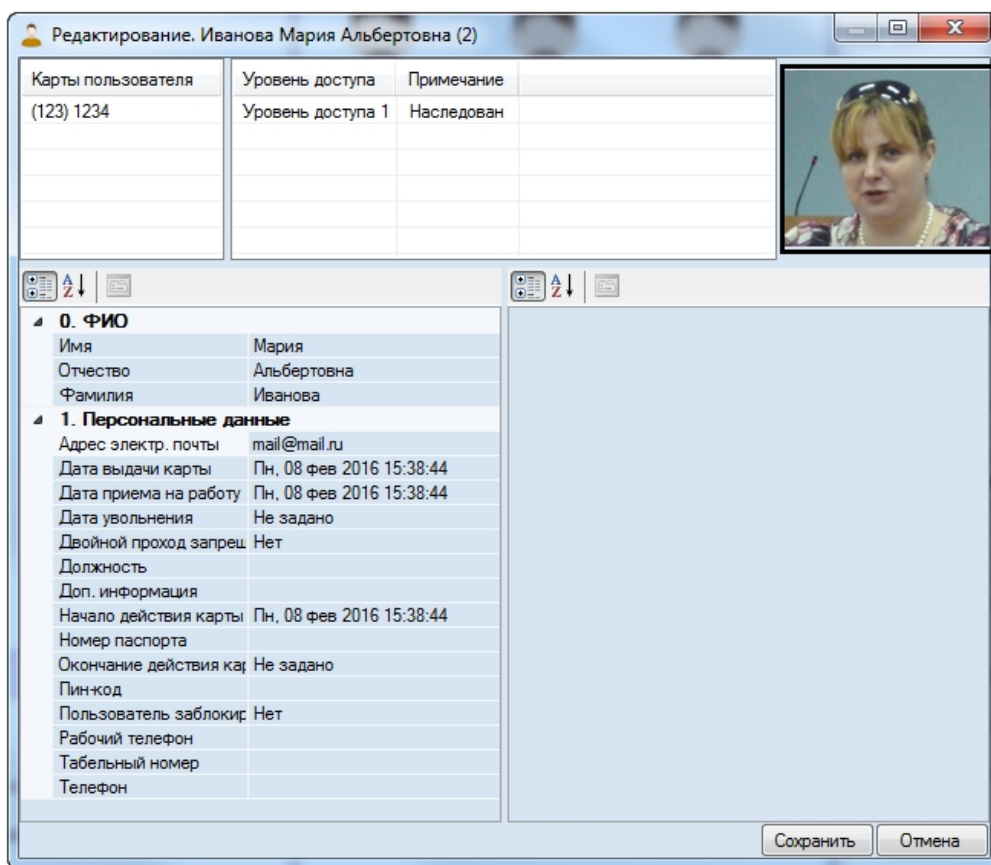 Редактирование. Иванова Мария Альбертовна (2)
Карты пользователя Уровень доступа Примечание
(123) 1234 Уровень доступа 1 Наследован
0. ФИО
Имя Мария
Отчество Альбертовна
Фамилия Иванова
1. Персональные данные
Адрес электр. почты mail@mail.ru
Дата выдачи карты Пн, 08 фев 2016 15:38:44
Дата приема на работу Пн, 08 фев 2016 15:38:44
Дата увольнения Не задано
Двойной проход запрещ Нет
Должность
Доп. информация
Начало действия карты Пн, 08 фев 2016 15:38:44
Номер паспорта
Окончание действия кар Не задано
Пин-код
Пользователь заблокир Нет
Рабочий телефон
Табельный номер
Телефон
Сохранить Отмена